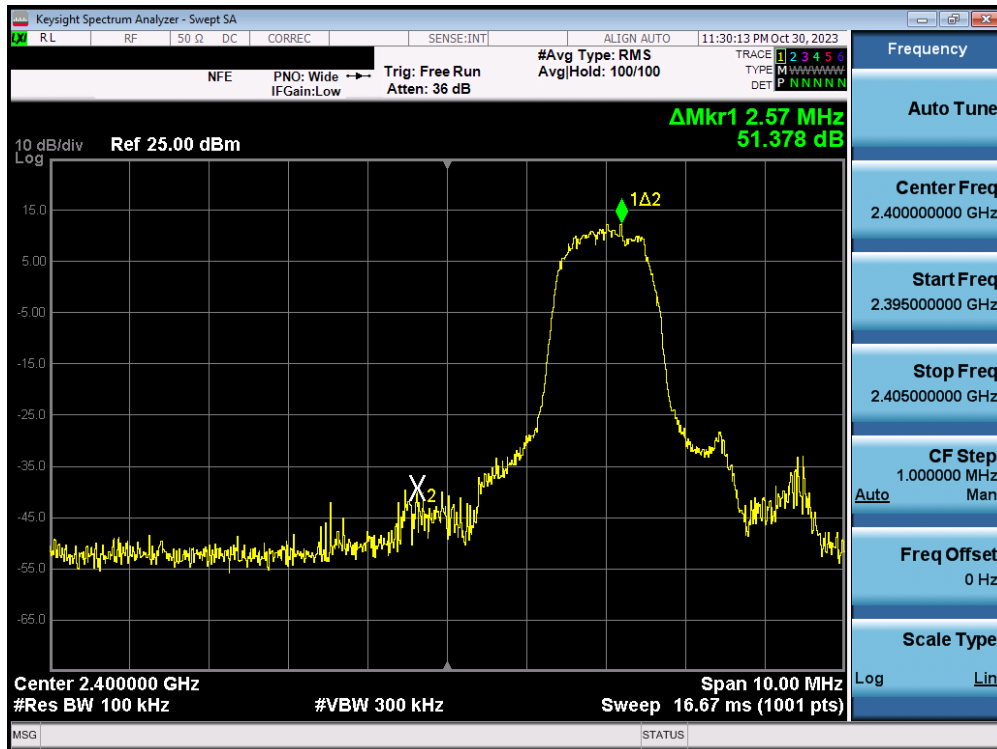 Keysight Spectrum Analyzer - Swept SA
LXI RL RF 50 Ω DC CORREC SENSE:INT ALIGN AUTO 11:30:13 PM Oct 30, 2023
NFE PNO: Wide Trig: Free Run #Avg Type: RMS TRACE 1 2 3 4 5 6
IFGain:Low Atten: 36 dB Avg|Hold: 100/100 TYPE M WWWWW
DET P N N N N N
ΔMkr1 2.57 MHz
51.378 dB
10 dB/div Ref 25.00 dBm
Log
1Δ2
15.0
5.00
-5.00
-15.0
-25.0
-35.0
X2
-45.0
-55.0
-65.0
Center 2.400000 GHz Span 10.00 MHz
#Res BW 100 kHz #VBW 300 kHz Sweep 16.67 ms (1001 pts)
MSG STATUS
Frequency
Auto Tune
Center Freq
2.400000000 GHz
Start Freq
2.395000000 GHz
Stop Freq
2.405000000 GHz
CF Step
1.000000 MHz
Auto Man
Freq Offset
0 Hz
Scale Type
Log Lin